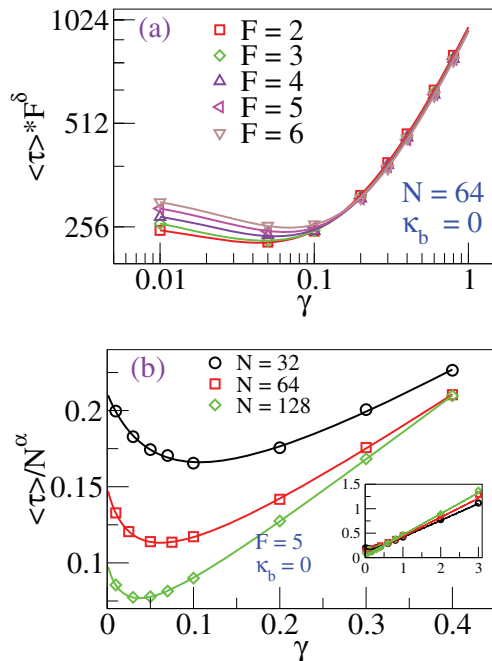 (a)
F = 2
F = 3
F = 4
F = 5
F = 6
1024
512
256
<τ>*F^δ
N = 64
κ_b = 0
0.01
0.1
1
γ
(b)
N = 32
N = 64
N = 128
0.2
0.15
0.1
<τ>/N^α
F = 5
κ_b = 0
1.5
1
0.5
0
0
1
2
3
0
0.1
0.2
0.3
0.4
γ